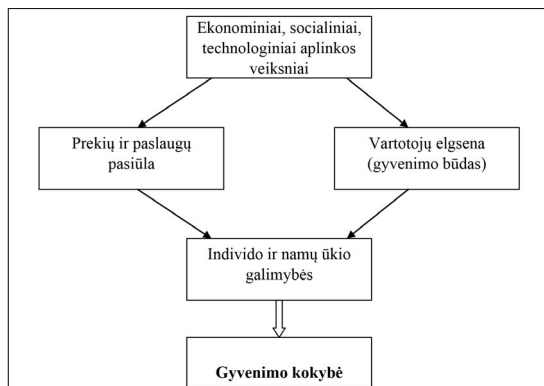 Ekonominiai, socialiniai,
technologiniai aplinkos
veiksniai
Prekių ir paslaugų
pasiūla
Vartotojų elgsena
(gyvenimo būdas)
Individo ir namų ūkio
galimybės
Gyvenimo kokybė